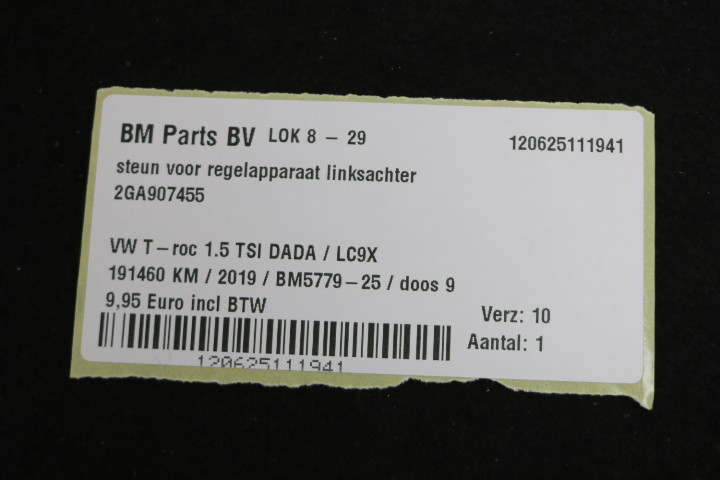 BM Parts BV LOK 8 - 29 120625111941
steun voor regelapparaat linksachter
2GA907455
VW T-roc 1.5 TSI DADA / LC9X
191460 KM / 2019 / BM5779-25 / doos 9
9,95 Euro incl BTW Verz: 10
Aantal: 1
120625111941